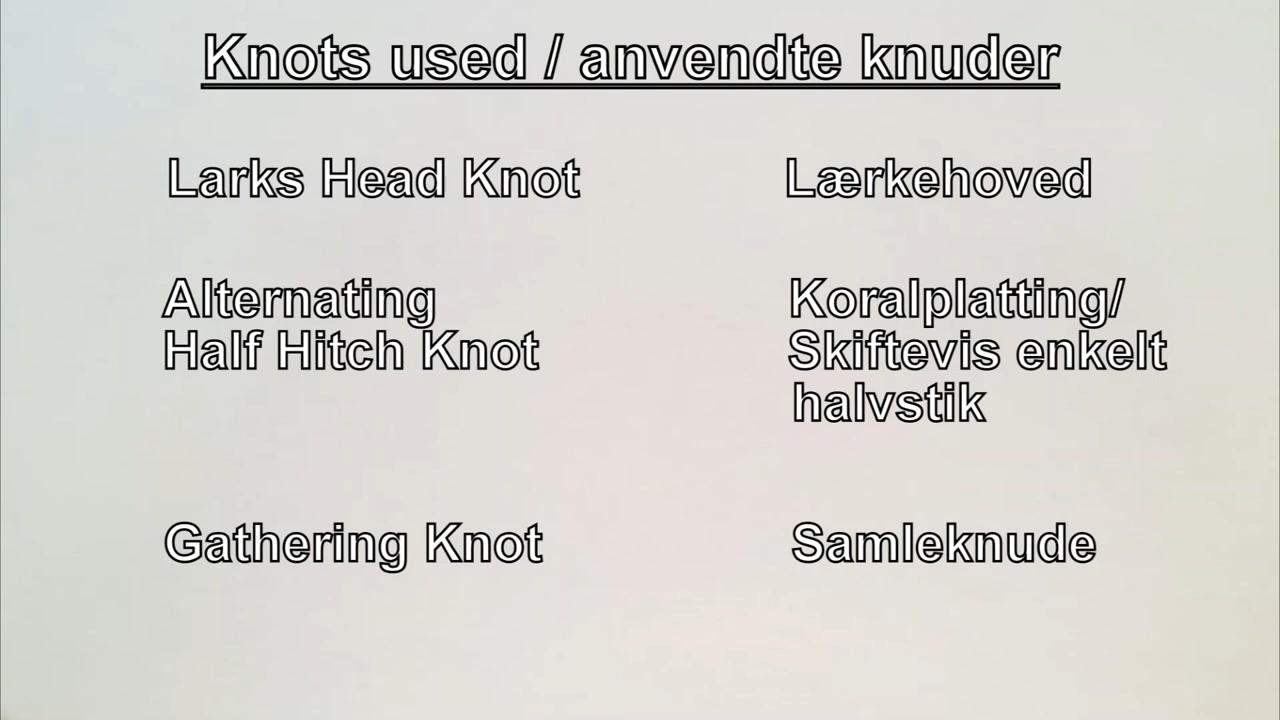 Knots used / anvendte knuder
Larks Head Knot
Lærkehoved
Alternating
Half Hitch Knot
Koralplatting/
Skiftevis enkelt
halvstik
Gathering Knot
Samleknude